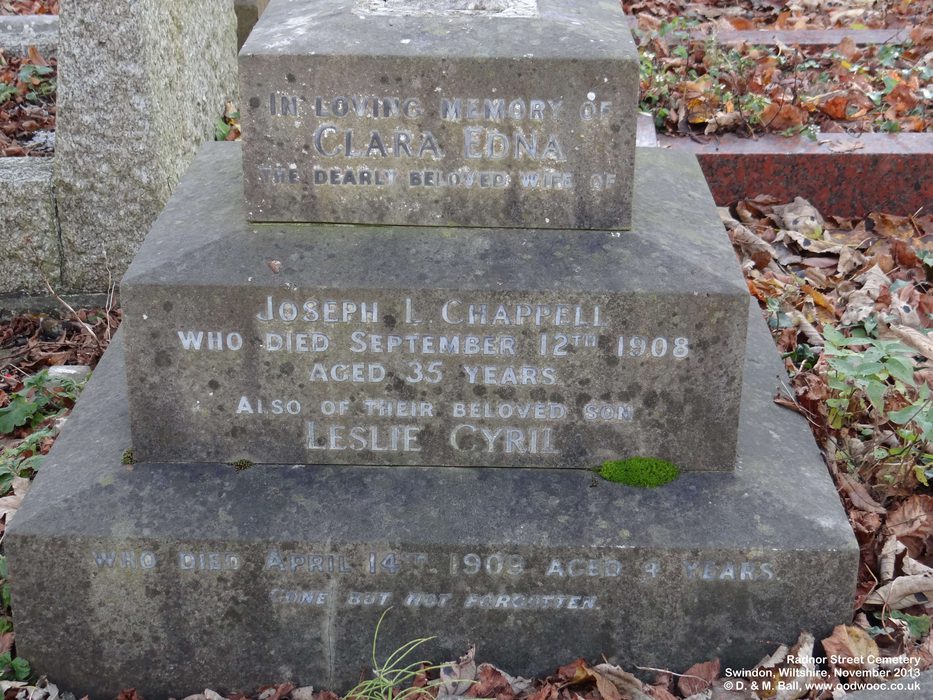 In loving memory of
Clara Edna
the dearly beloved wife of
Joseph L. Chappell
who died September 12th 1908
aged 35 years
Also of their beloved son
Leslie Cyril
who died April 14th 1909 aged 4 years.
Gone but not forgotten.
Radnor Street Cemetery
Swindon, Wiltshire, November 2013
© D. & M. Ball, www.oodwooc.co.uk